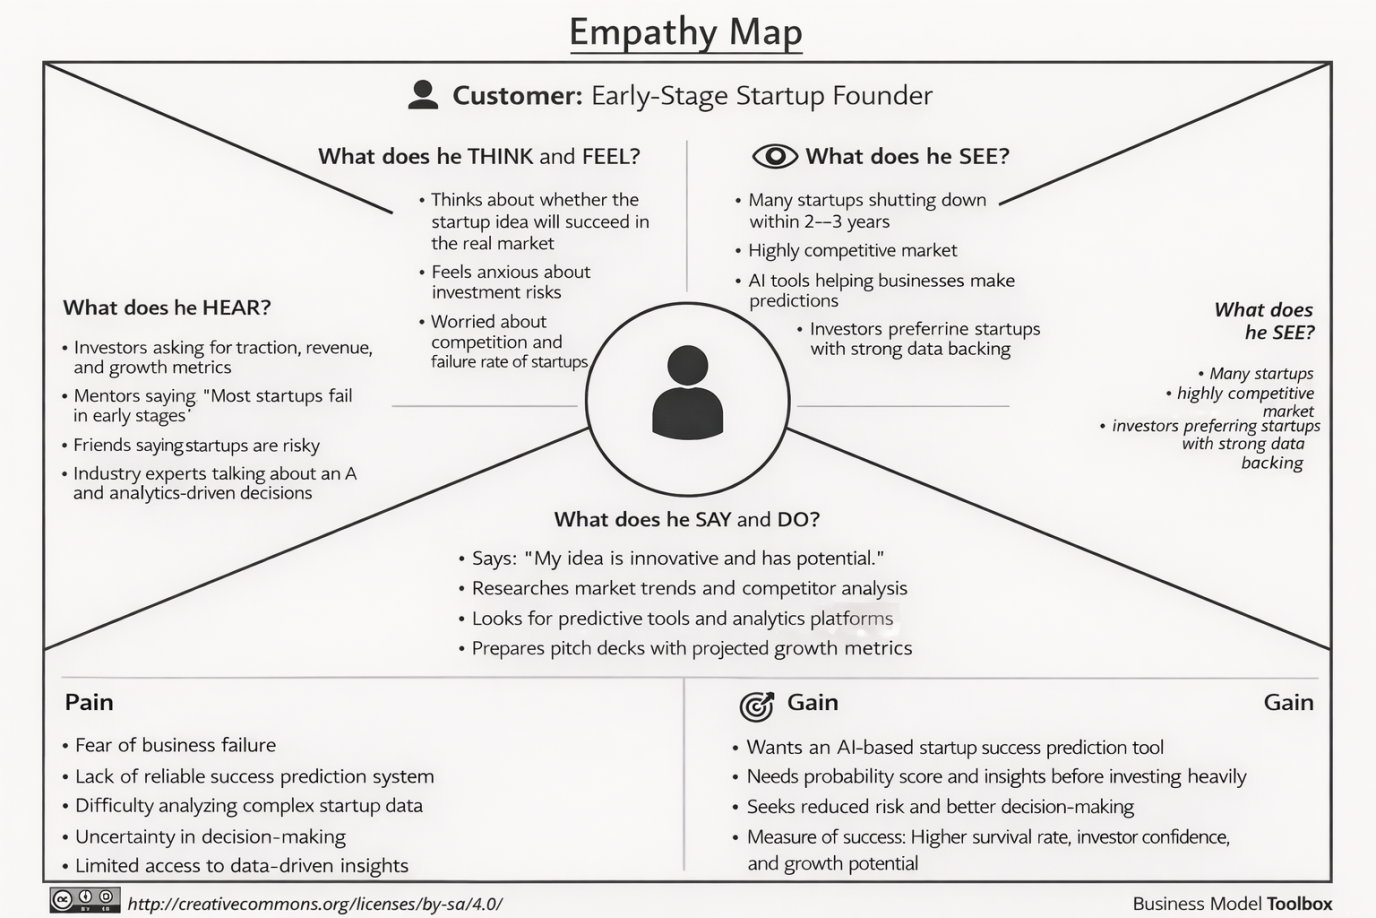 Empathy Map
Customer: Early-Stage Startup Founder
What does he THINK and FEEL?
• Thinks about whether the
startup idea will succeed in
the real market
• Feels anxious about
investment risks
• Worried about
competition and
failure rate of startups
What does he SEE?
• Many startups shutting down
within 2--3 years
• Highly competitive market
• AI tools helping businesses make
predictions
• Investors preferrine startups
with strong data backing
What does he HEAR?
• Investors asking for traction, revenue,
and growth metrics
• Mentors saying "Most startups fail
in early stages'
• Friends saying startups are risky
• Industry experts talking about an A
and analytics-driven decisions
What does
he SEE?
• Many startups
• highly competitive
market
• investors preferring startups
with strong data
backing
What does he SAY and DO?
• Says: "My idea is innovative and has potential."
• Researches market trends and competitor analysis
• Looks for predictive tools and analytics platforms
• Prepares pitch decks with projected growth metrics
Pain
• Fear of business failure
• Lack of reliable success prediction system
• Difficulty analyzing complex startup data
• Uncertainty in decision-making
• Limited access to data-driven insights
Gain
Gain
• Wants an AI-based startup success prediction tool
• Needs probability score and insights before investing heavily
• Seeks reduced risk and better decision-making
• Measure of success: Higher survival rate, investor confidence,
and growth potential
cc
http://creativecommons.org/licenses/by-sa/4.0/
Business Model Toolbox